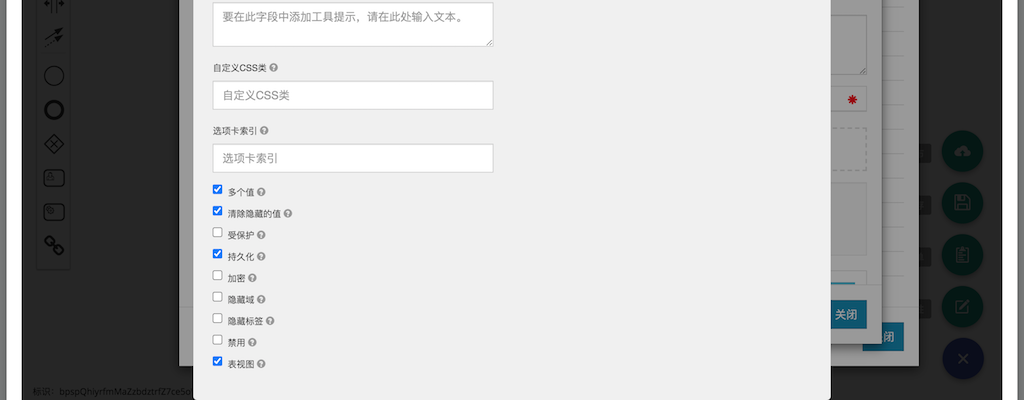 要在此字段中添加工具提示，请在此处输入文本。
自定义CSS类
自定义CSS类
选项卡索引
选项卡索引
多个值
清除隐藏的值
受保护
持久化
加密
隐藏域
隐藏标签
禁用
表视图
关闭
闭
标识: